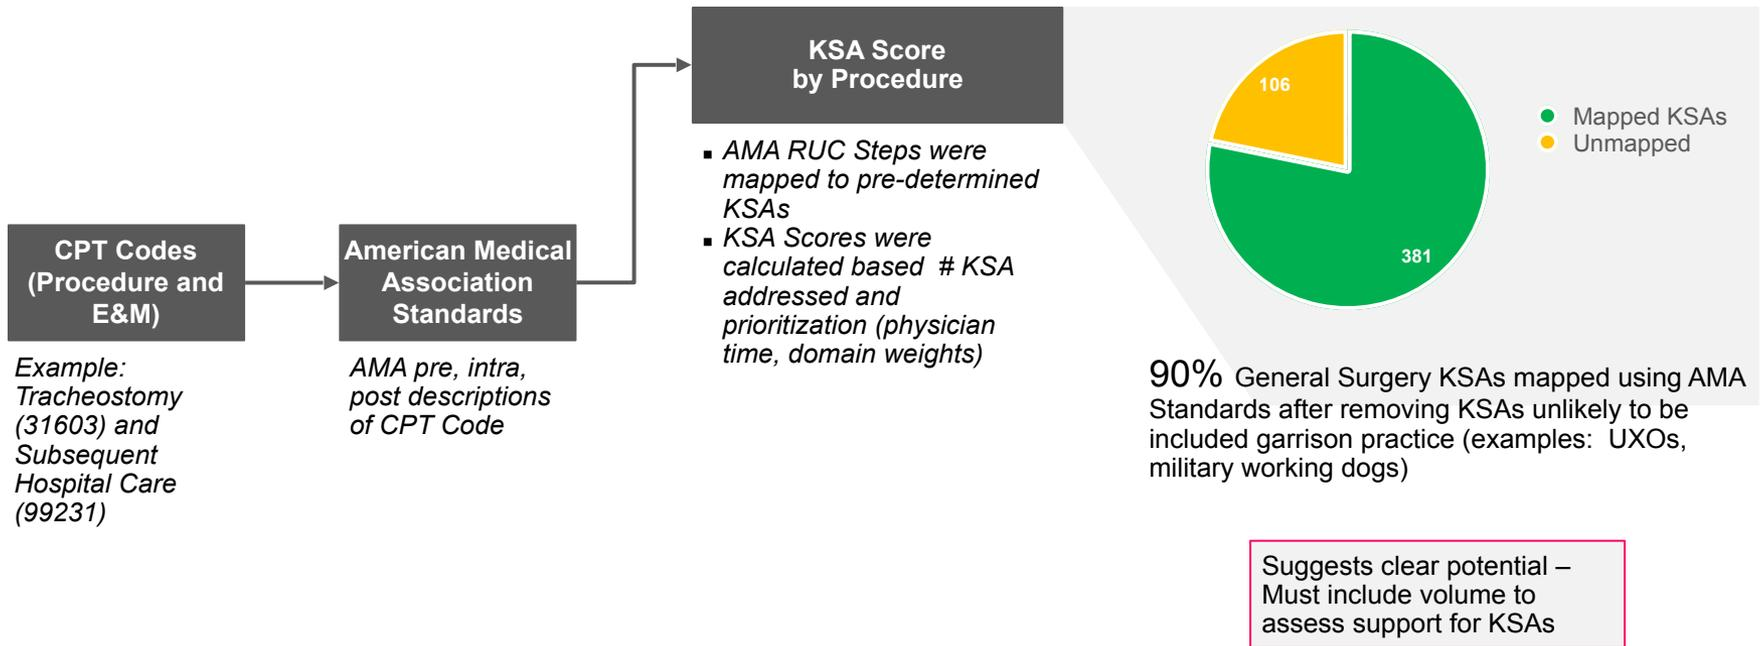 CPT Codes
(Procedure and
E&M)
Example:
Tracheostomy
(31603) and
Subsequent
Hospital Care
(99231)
American Medical
Association
Standards
AMA pre, intra,
post descriptions
of CPT Code
KSA Score
by Procedure
▪ AMA RUC Steps were
mapped to pre-determined
KSAs
▪ KSA Scores were
calculated based  # KSA
addressed and
prioritization (physician
time, domain weights)
106
381
Mapped KSAs
Unmapped
90% General Surgery KSAs mapped using AMA
Standards after removing KSAs unlikely to be
included garrison practice (examples:  UXOs,
military working dogs)
Suggests clear potential –
Must include volume to
assess support for KSAs